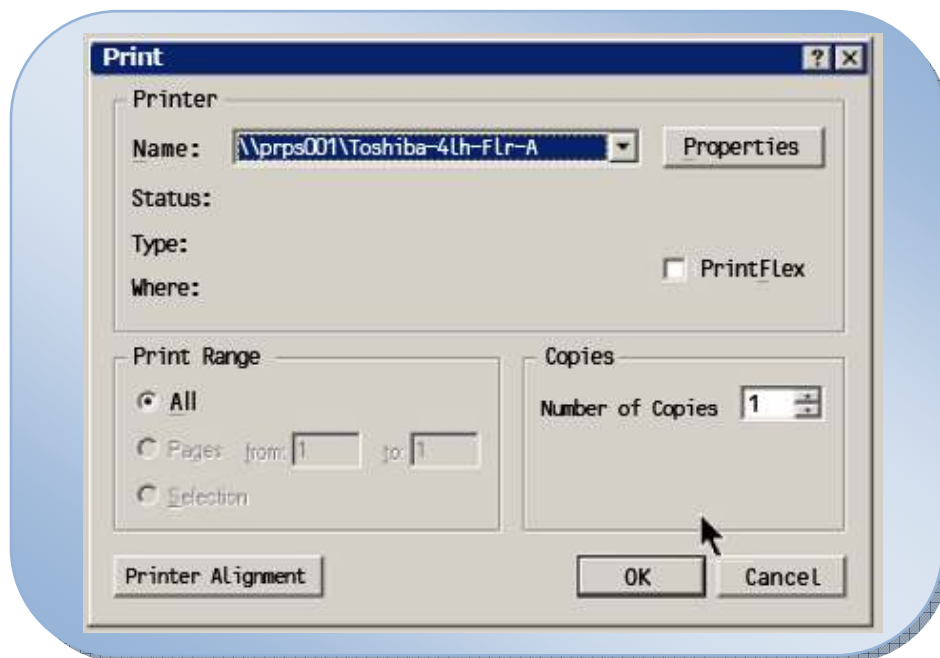 Print
Printer
Name: \\prps001\Toshiba-4lh-Flr-A Properties
Status:
Type:
Where:
PrintFlex
Print Range
All
Pages from: 1 to: 1
Selection
Copies
Number of Copies 1
Printer Alignment OK Cancel